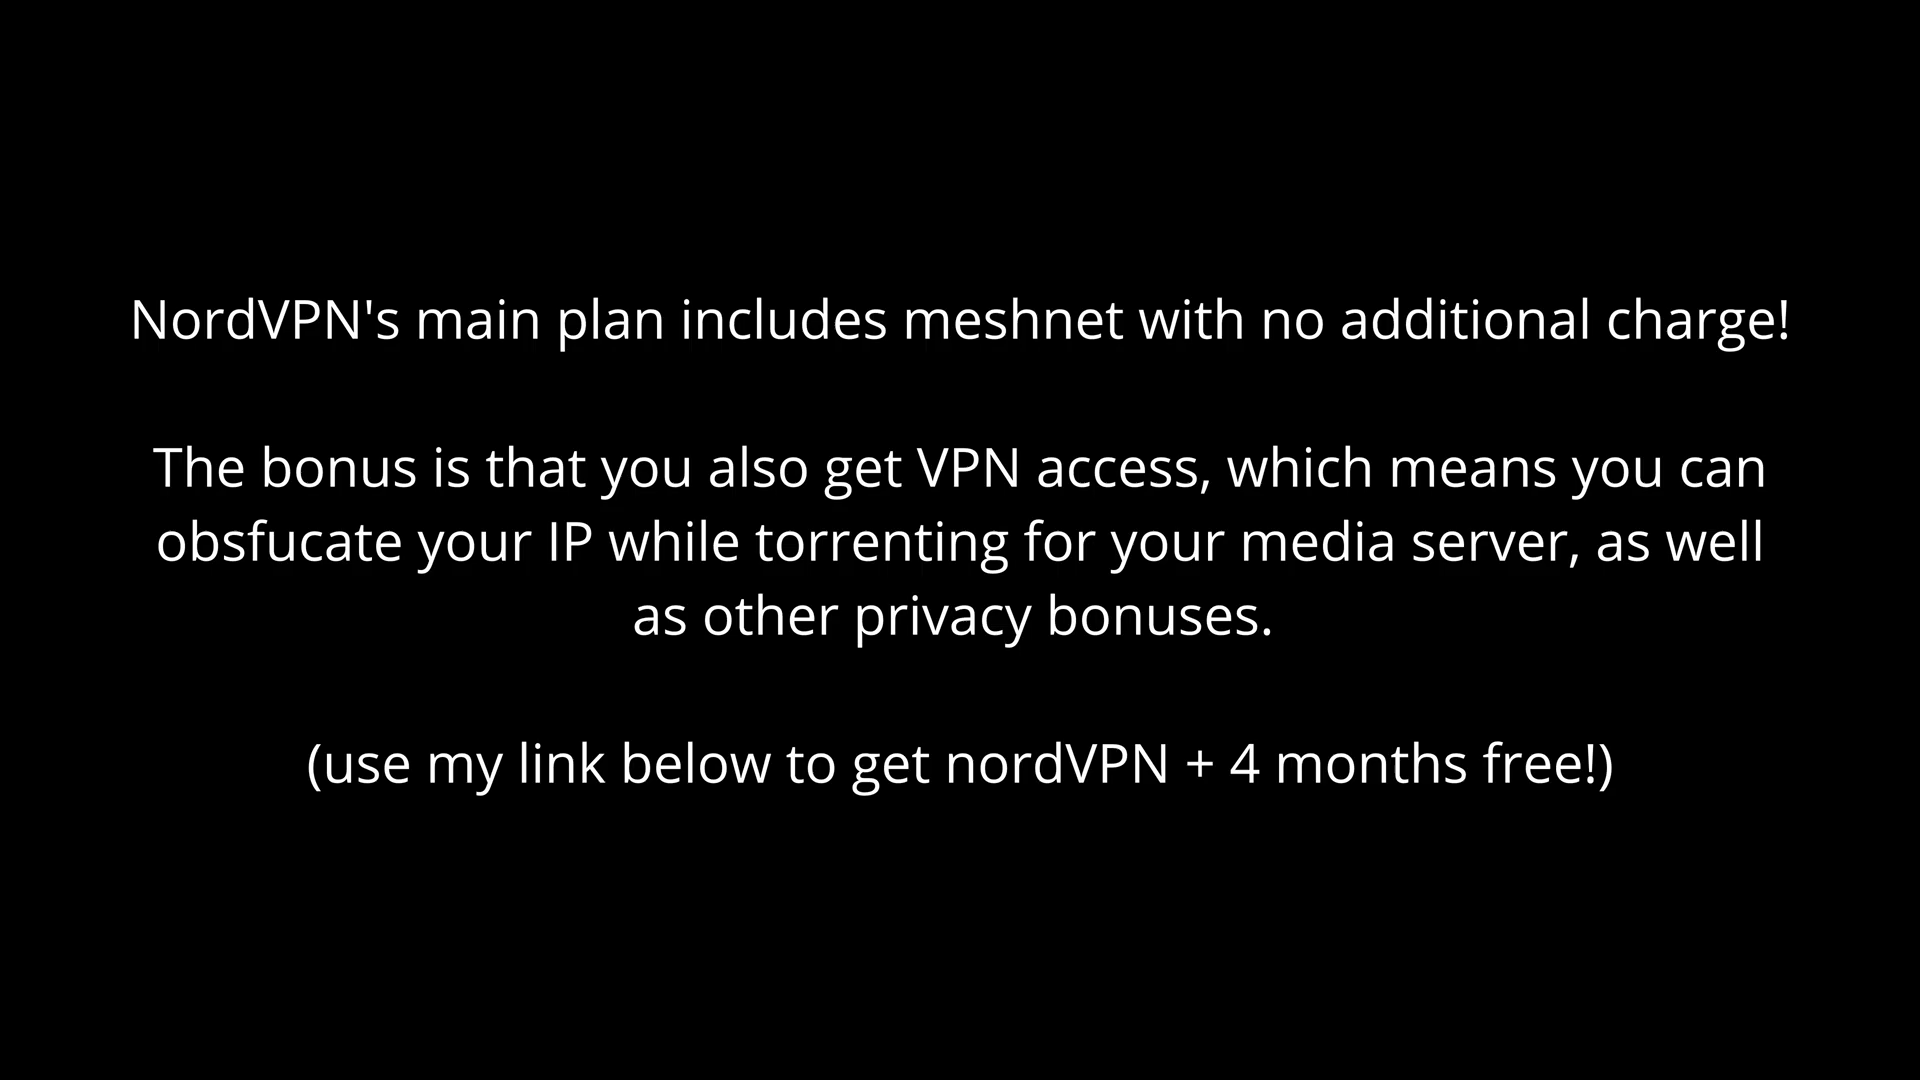 NordVPN's main plan includes meshnet with no additional charge!
The bonus is that you also get VPN access, which means you can
obsfucate your IP while torrenting for your media server, as well
as other privacy bonuses.
(use my link below to get nordVPN + 4 months free!)